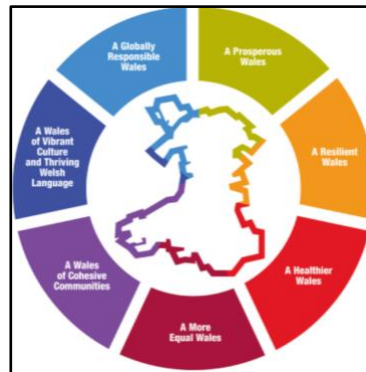 A Globally
Responsible
Wales
A Prosperous
Wales
A Resilient
Wales
A Healthier
Wales
A More
Equal Wales
A Wales
of Cohesive
Communities
A Wales
of Vibrant
Culture
and Thriving
Welsh
Language